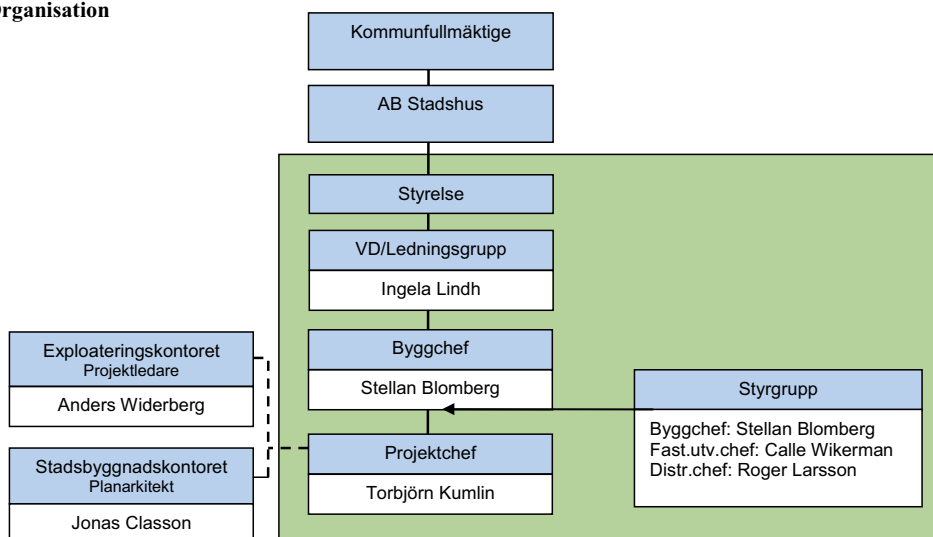 Organisation
Kommunfullmäktige
AB Stadshus
Styrelse
VD/Ledningsgrupp
Ingela Lindh
Byggchef
Stellan Blomberg
Exploateringskontoret
Projektledare
Anders Widerberg
Styrgrupp
Byggchef: Stellan Blomberg
Fast.utv.chef: Calle Wikerman
Distr.chef: Roger Larsson
Projektchef
Torbjörn Kumlin
Stadsbyggnadskontoret
Planarkitekt
Jonas Classon